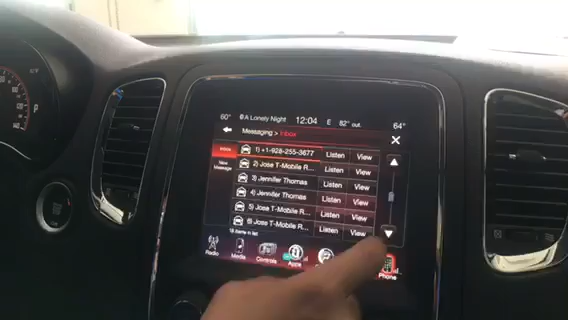 60° A Lonely Night 12:04 E 82° out. 64°
Messaging > Inbox
Inbox
1) +1-928-255-3677 Listen View
New Message
2) Jose T-Mobile R... Listen View
3) Jennifer Thomas Listen View
4) Jennifer Thomas Listen View
5) Jose T-Mobile R... Listen View
6) Jose T-Mobile R... Listen View
18 items in list
Radio Media Controls Apps Phone
P